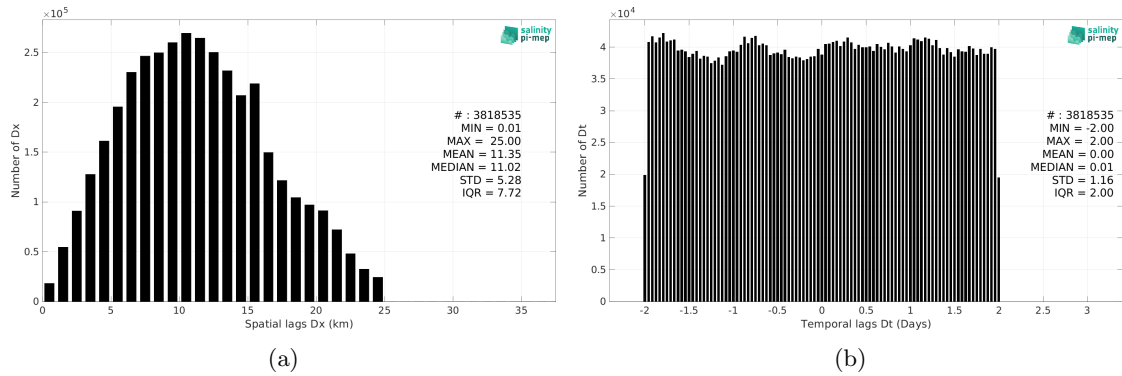 ×10⁵
2.5
2
1.5
1
0.5
0
0 5 10 15 20 25 30 35
Number of Dx
Spatial lags Dx (km)
salinity
pi-mep
# : 3818535
MIN = 0.01
MAX = 25.00
MEAN = 11.35
MEDIAN = 11.02
STD = 5.28
IQR = 7.72
(a)
×10⁴
4
3.5
3
2.5
2
1.5
1
0.5
0
-2 -1.5 -1 -0.5 0 0.5 1 1.5 2 2.5 3
Number of Dt
Temporal lags Dt (Days)
salinity
pi-mep
# : 3818535
MIN = -2.00
MAX = 2.00
MEAN = 0.00
MEDIAN = 0.01
STD = 1.16
IQR = 2.00
(b)